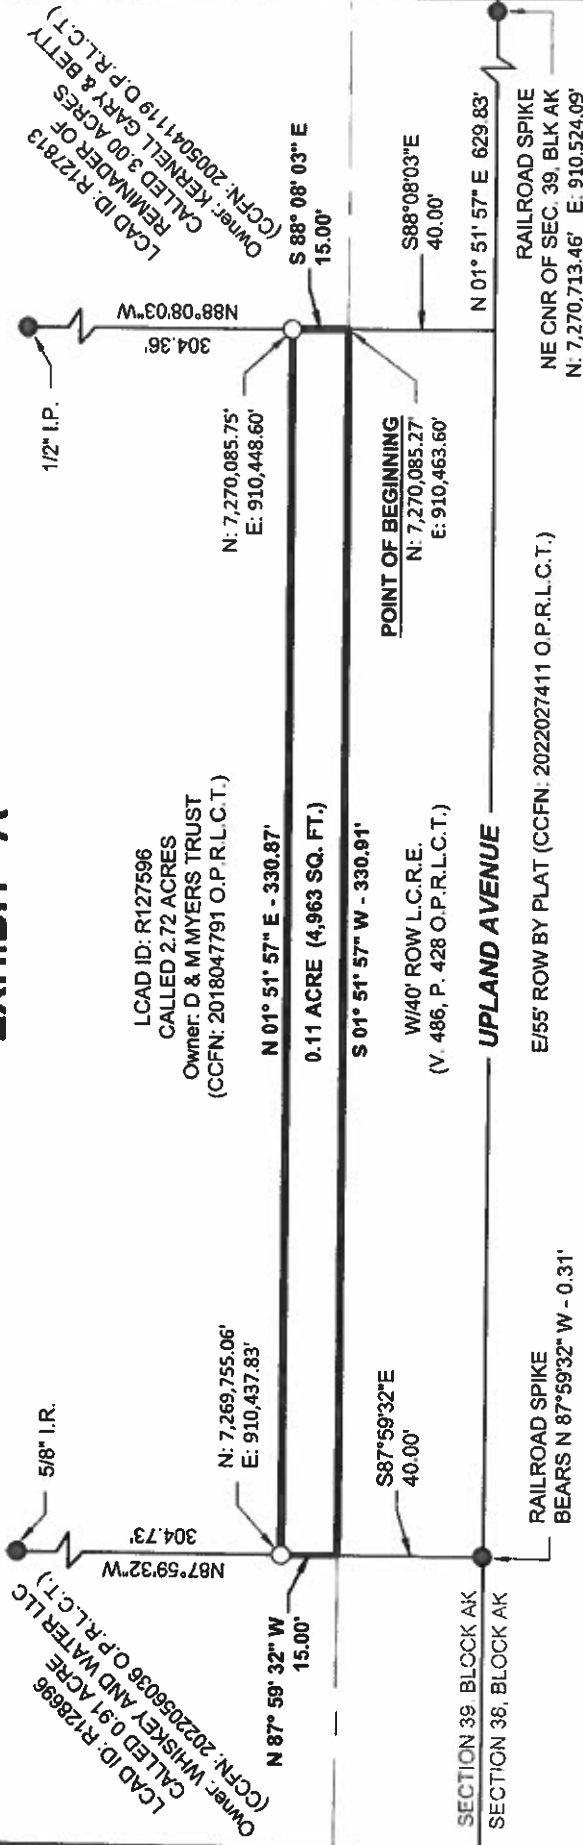 EXHIBIT "A"
5/8" I.R.
N87°59'32"W
304.73'
LCAD ID: R128696
CALLED 0.91 ACRE
Owner: WHISKEY AND WATER LLC
(CCFN: 2022056036 O.P.R.L.C.T.)
N 87° 59' 32" W
15.00'
N: 7,269,755.06'
E: 910,437.83'
S87°59'32"E
40.00'
SECTION 39, BLOCK AK
SECTION 38, BLOCK AK
RAILROAD SPIKE
BEARS N 87°59'32" W - 0.31'
LCAD ID: R127596
CALLED 2.72 ACRES
Owner: D & M MYERS TRUST
(CCFN: 2018047791 O.P.R.L.C.T.)
N 01° 51' 57" E - 330.87'
0.11 ACRE (4,963 SQ. FT.)
S 01° 51' 57" W - 330.91'
W/40' ROW L.C.R.E.
(V. 486, P. 428 O.P.R.L.C.T.)
UPLAND AVENUE
E/55' ROW BY PLAT (CCFN: 2022027411 O.P.R.L.C.T.)
1/2" I.P.
N88°08'03"W
304.36'
LCAD ID: R127813
REMINADER OF
CALLED 3.00 ACRES
Owner: KERNELL GARY & BETTY
(CCFN: 2005041119 D.P.R.L.C.T.)
N: 7,270,085.75'
E: 910,448.60'
S 88° 08' 03" E
15.00'
POINT OF BEGINNING
N: 7,270,085.27'
E: 910,463.60'
S88°08'03"E
40.00'
N 01° 51' 57" E 629.83'
RAILROAD SPIKE
NE CNR OF SEC. 39, BLK AK
N: 7,270,713.46' E: 910,524.09'